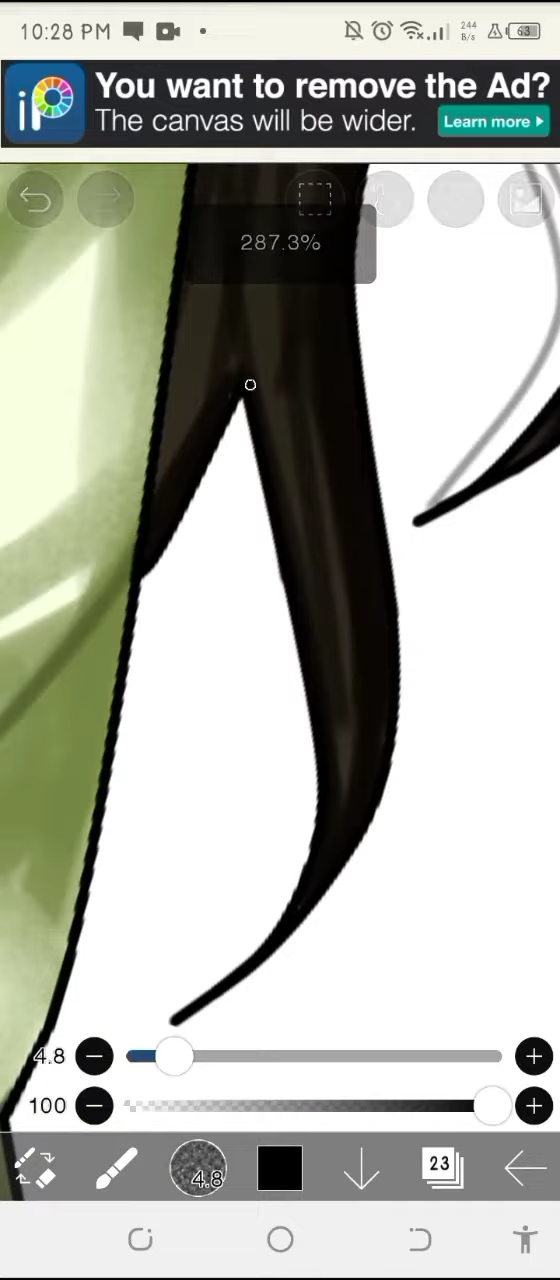 10:28 PM
244
B/s
63
iP
You want to remove the Ad?
The canvas will be wider.
Learn more
287.3%
4.8
100
4.8
23